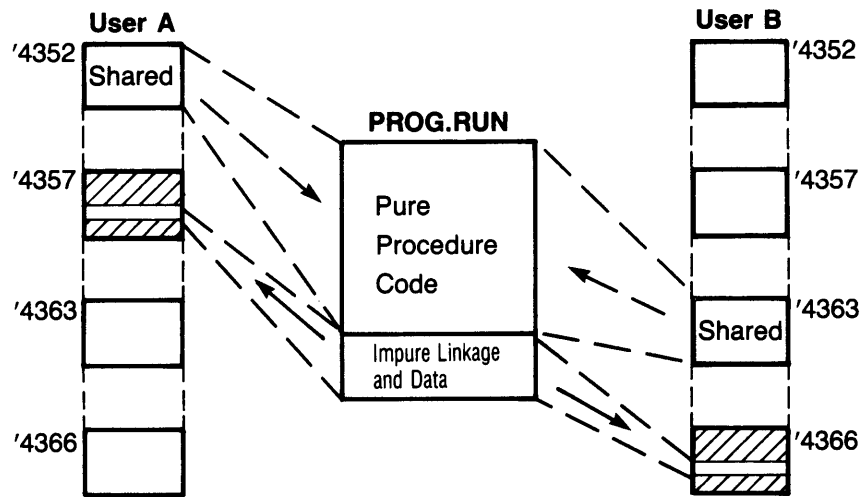 User A
'4352
Shared
'4357
'4363
'4366
PROG.RUN
Pure
Procedure
Code
Impure Linkage
and Data
User B
'4352
'4357
'4363
Shared
'4366